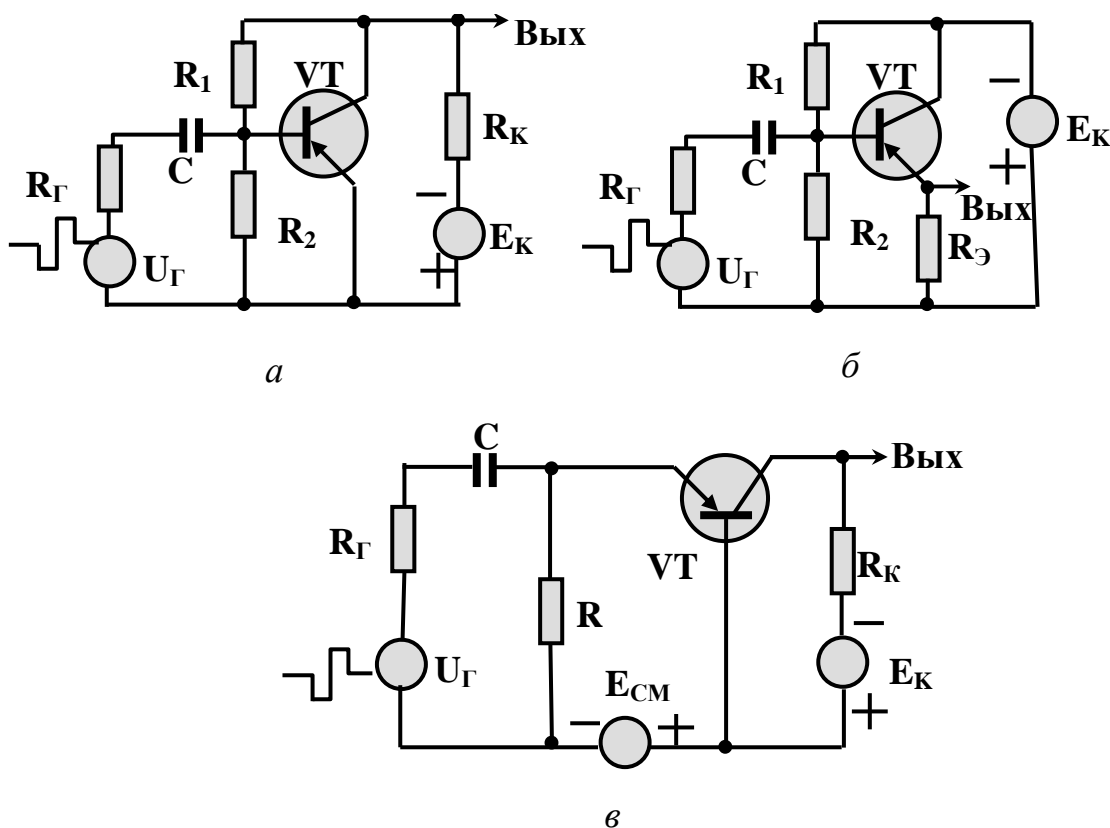 Вых
R1 VT
RК
C
RГ
R2 − EК
UГ +
а
R1 VT
−
EК
C +
RГ Вых
R2 RЭ
UГ
б
C
Вых
RГ
VT RК
R
−
UГ EК
EСМ
− + +
в